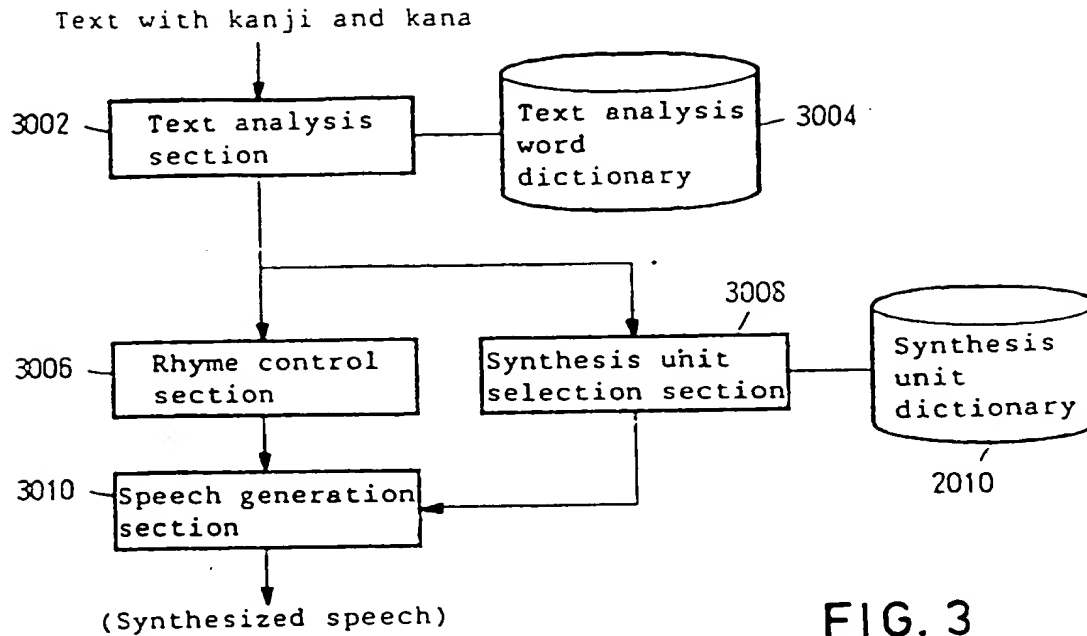 Text with kanji and kana
3002
Text analysis
section
Text analysis
word
dictionary
3004
3006
Rhyme control
section
3008
Synthesis unit
selection section
Synthesis
unit
dictionary
2010
3010
Speech generation
section
(Synthesized speech)
FIG. 3